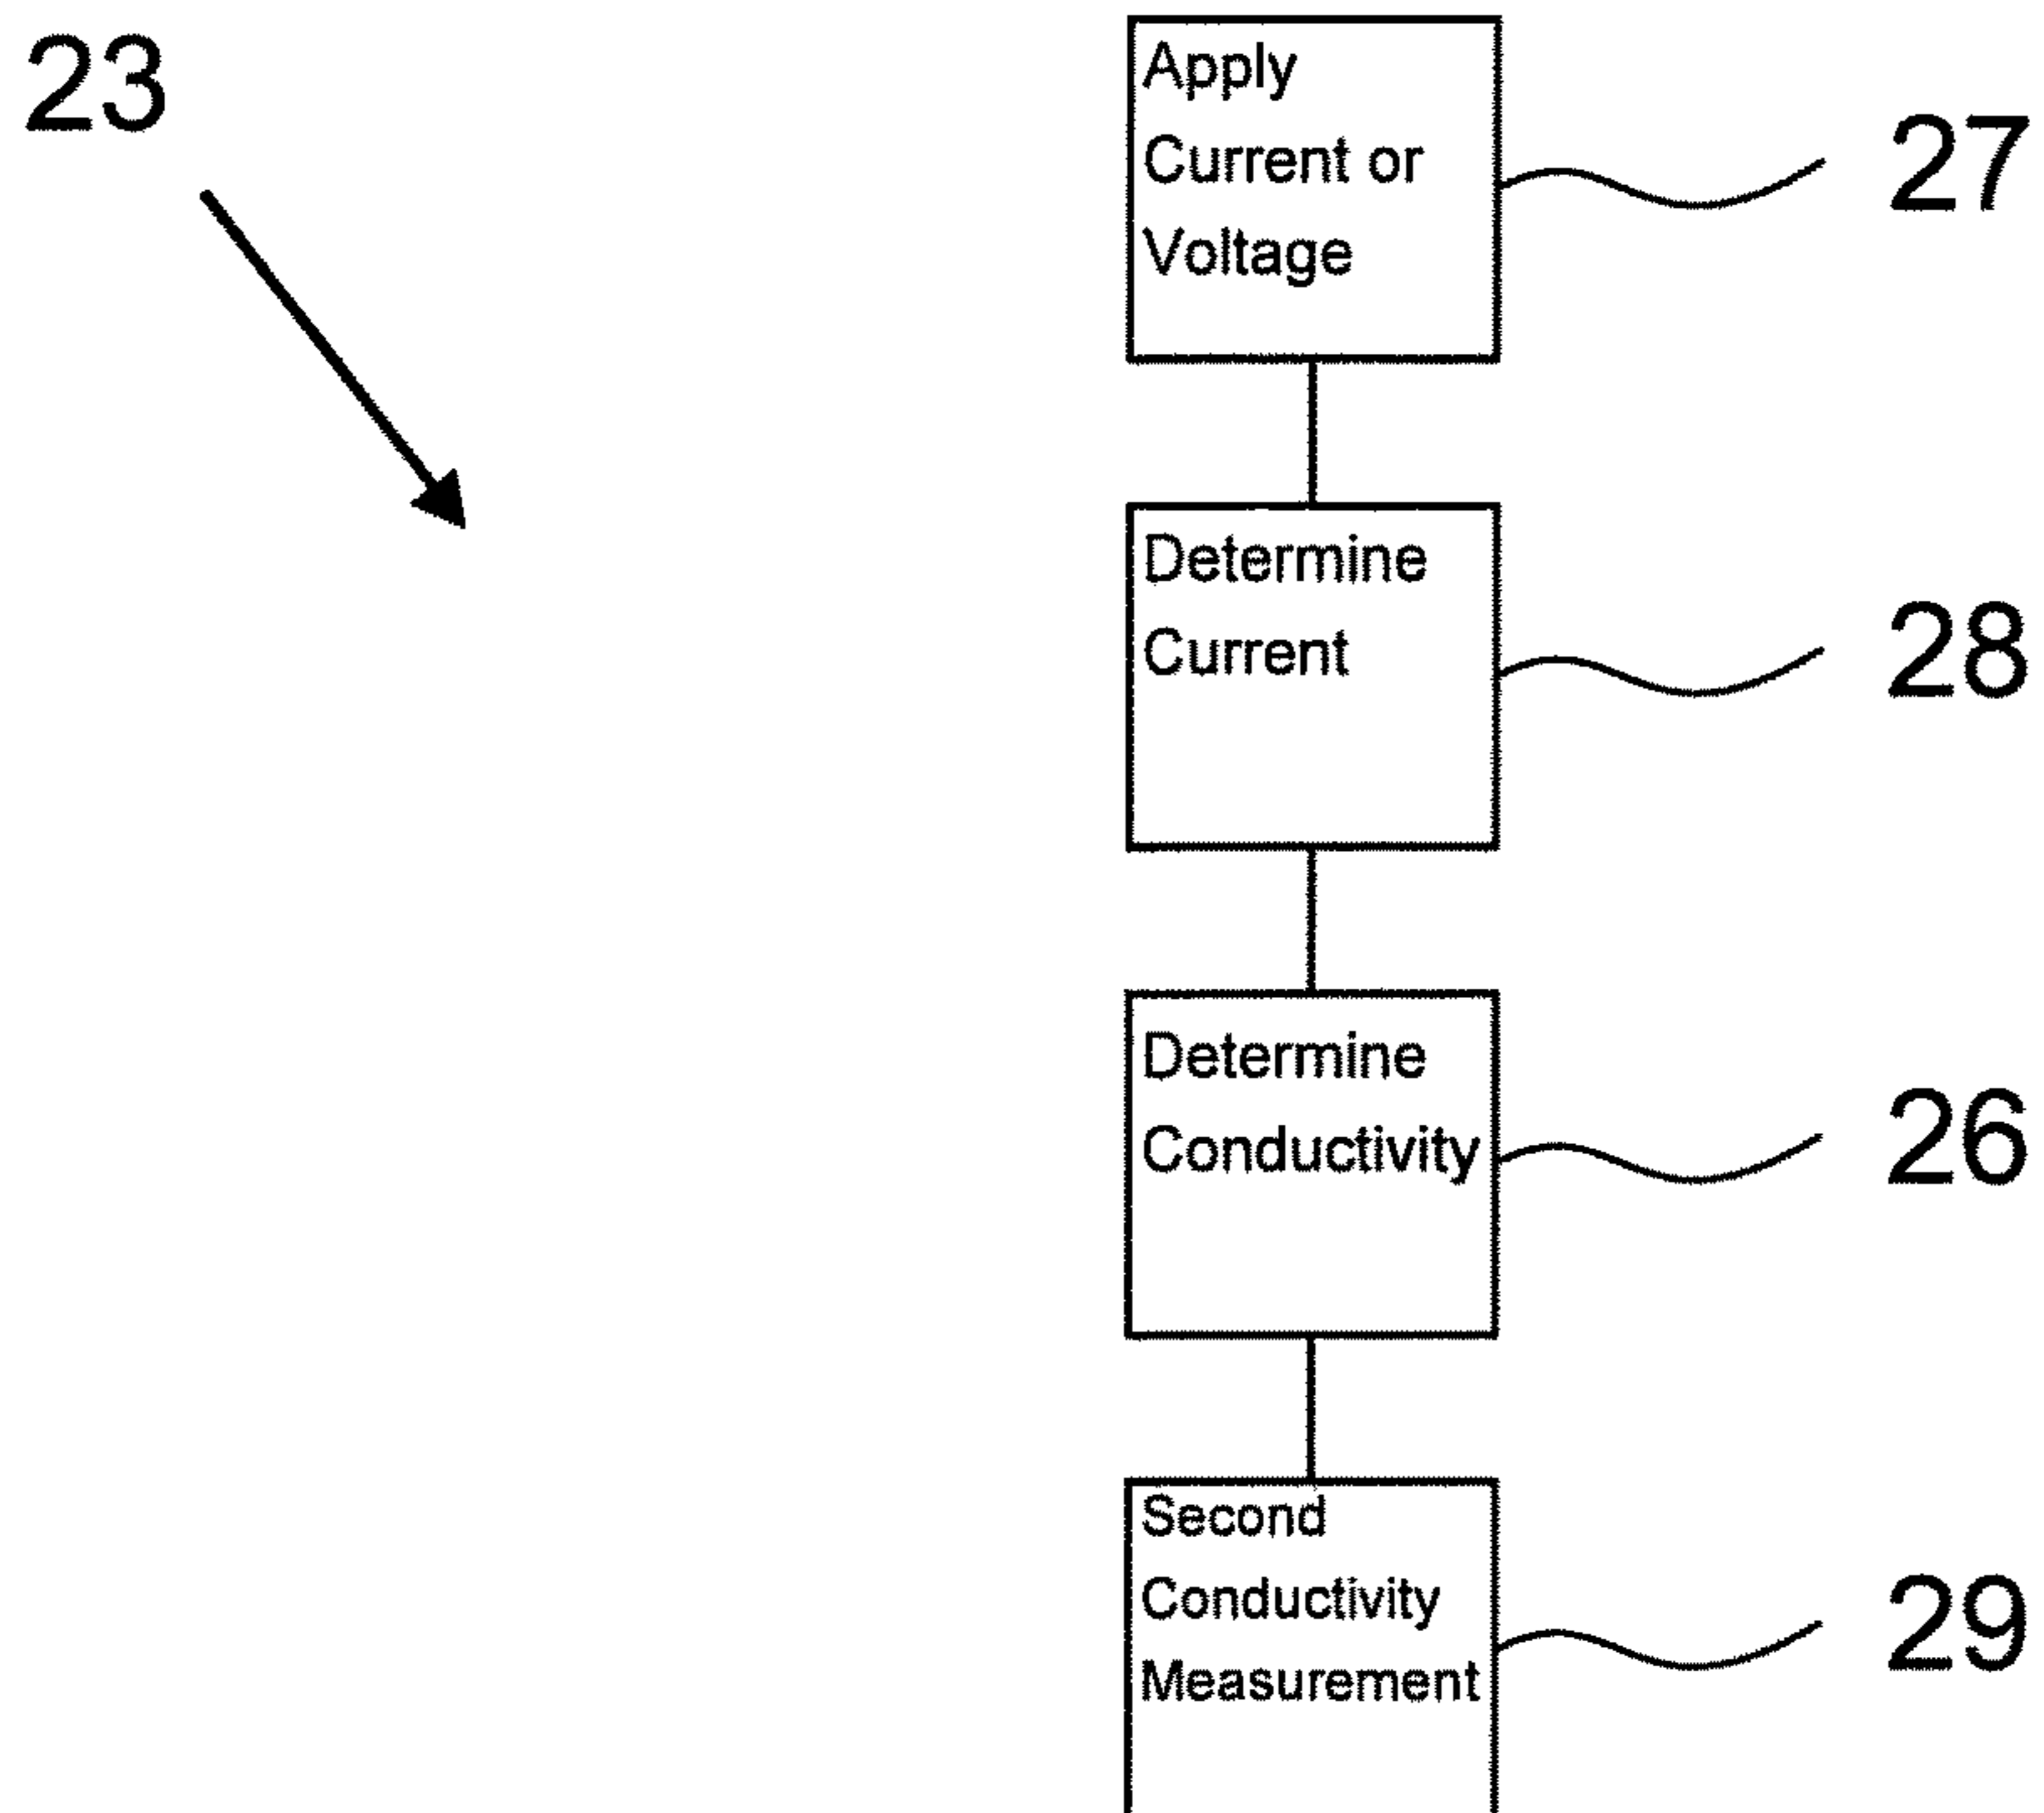 23
Apply
Current or
Voltage
27
Determine
Current
28
Determine
Conductivity
26
Second
Conductivity
Measurement
29